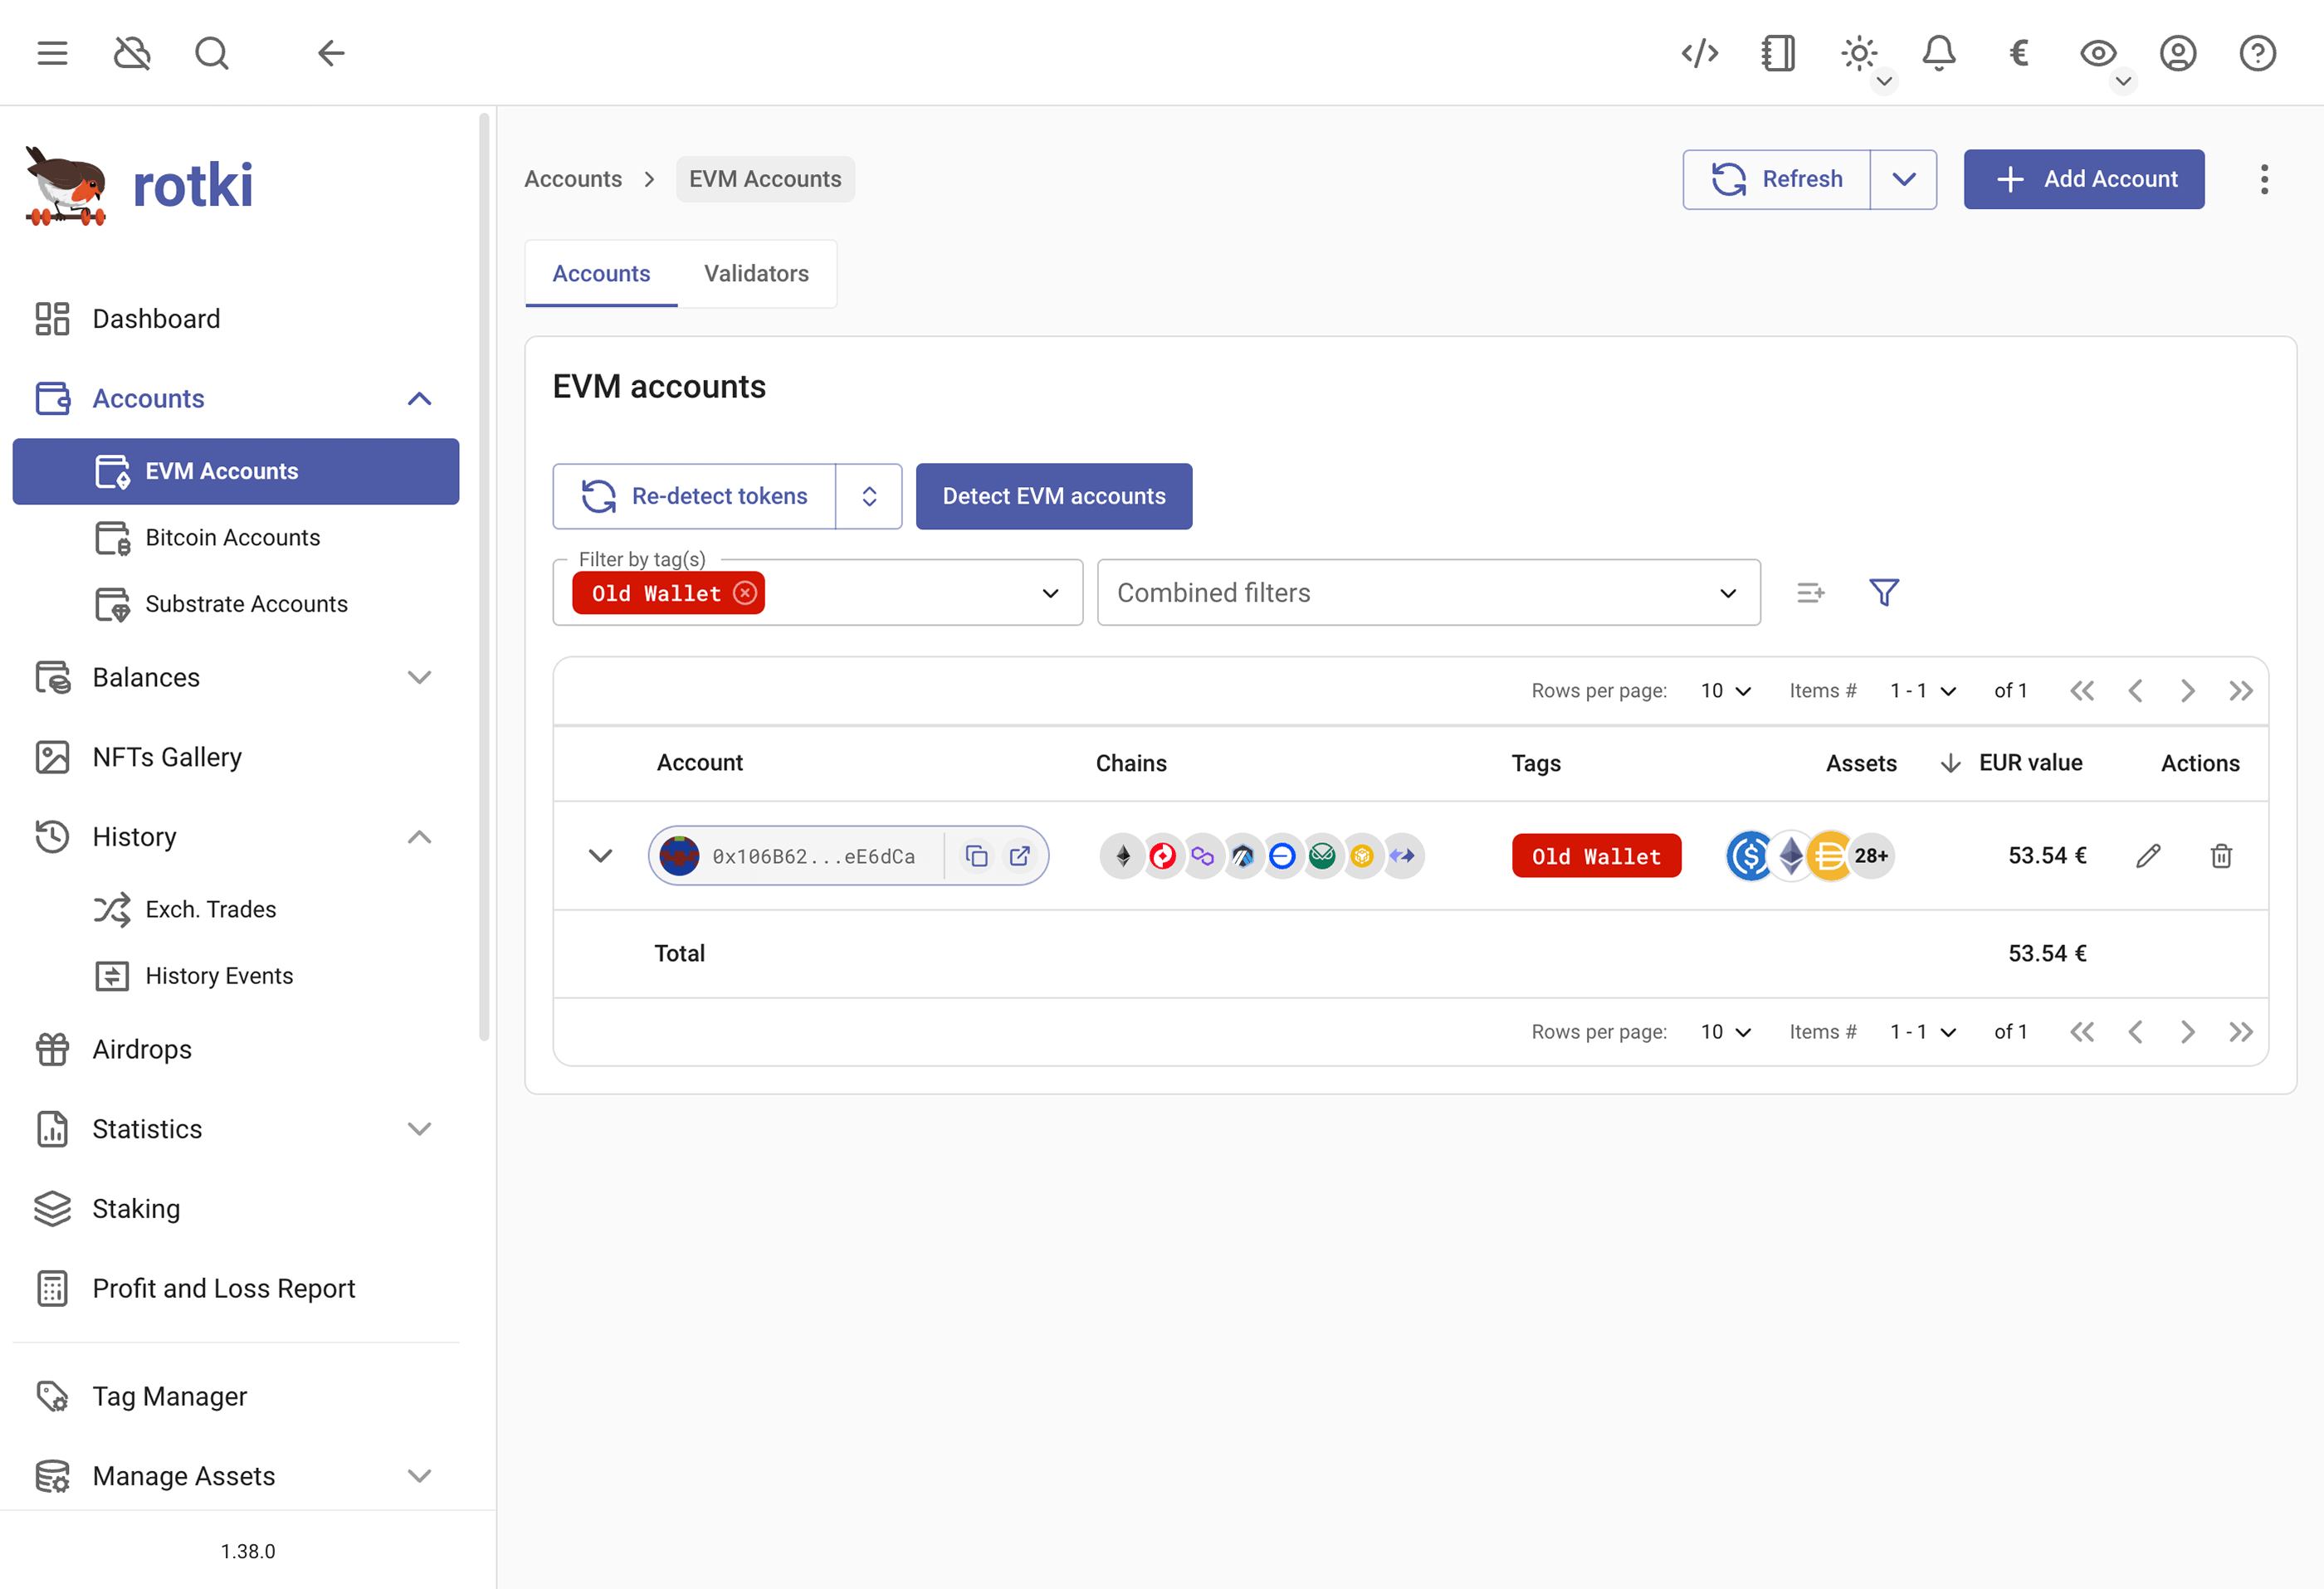 rotki
Dashboard
Accounts
EVM Accounts
Bitcoin Accounts
Substrate Accounts
Balances
NFTs Gallery
History
Exch. Trades
History Events
Airdrops
Statistics
Staking
Profit and Loss Report
Tag Manager
Manage Assets
1.38.0
Accounts EVM Accounts Refresh Add Account
Accounts Validators
EVM accounts
Re-detect tokens Detect EVM accounts
Filter by tag(s)
Old Wallet Combined filters
Rows per page: 10 Items # 1 - 1 of 1
Account Chains Tags Assets EUR value Actions
0x106B62...eE6dCa Old Wallet 28+ 53.54 €
Total 53.54 €
Rows per page: 10 Items # 1 - 1 of 1